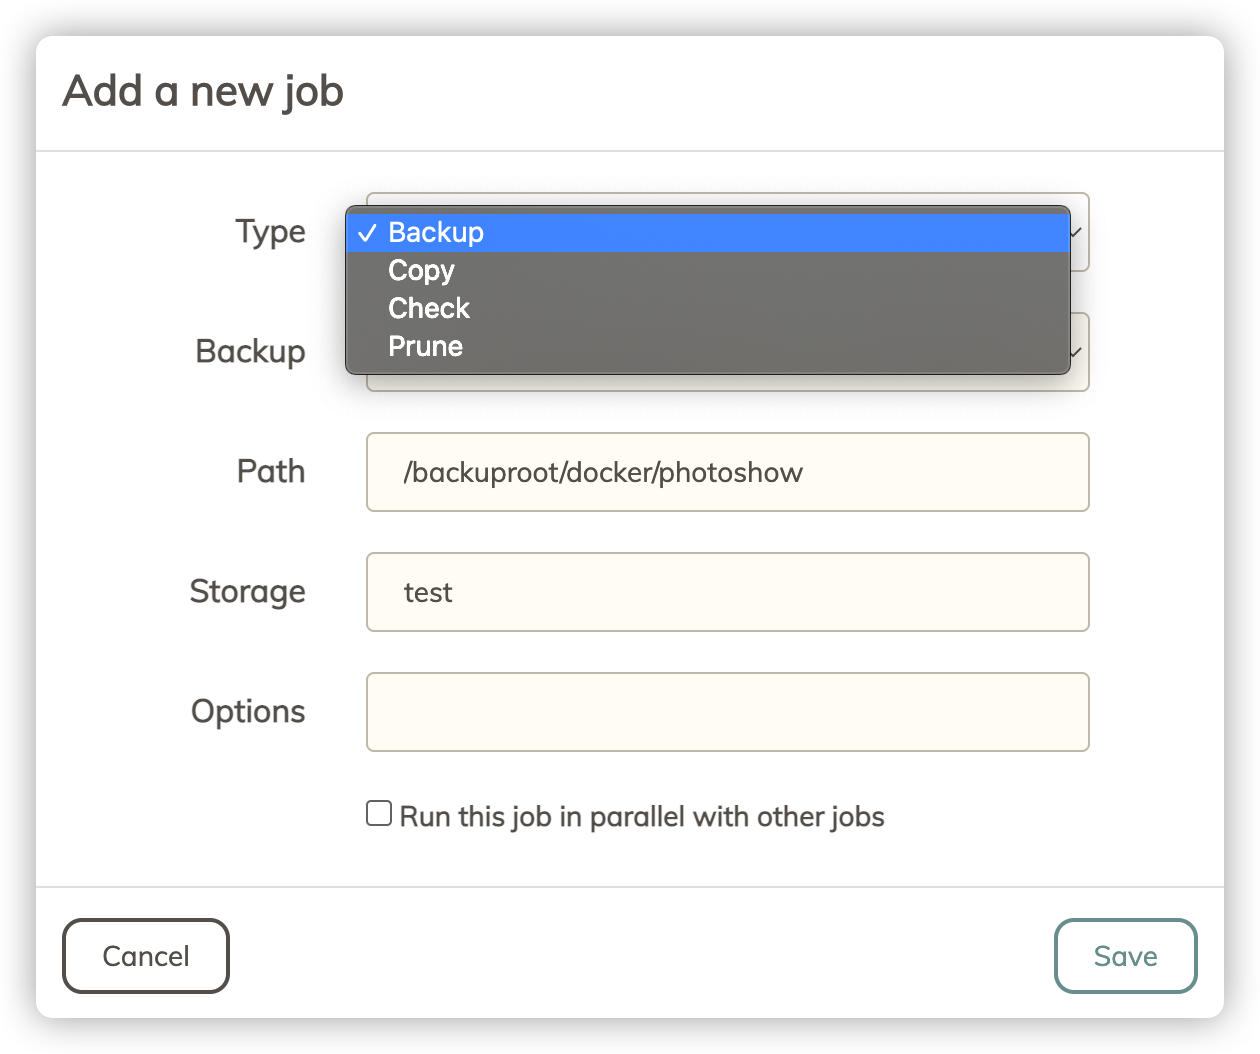 Add a new job
Type
✓ Backup
Copy
Check
Prune
Backup
Path
/backuproot/docker/photoshow
Storage
test
Options
Run this job in parallel with other jobs
Cancel
Save